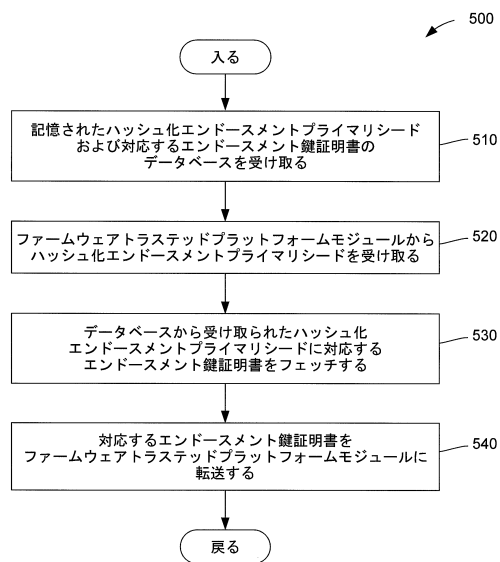 500
入る
記憶されたハッシュ化エンドースメントプライマリシード
および対応するエンドースメント鍵証明書の
データベースを受け取る
510
ファームウェアトラステッドプラットフォームモジュールから
ハッシュ化エンドースメントプライマリシードを受け取る
520
データベースから受け取られたハッシュ化
エンドースメントプライマリシードに対応する
エンドースメント鍵証明書をフェッチする
530
対応するエンドースメント鍵証明書を
ファームウェアトラステッドプラットフォームモジュールに
転送する
540
戻る